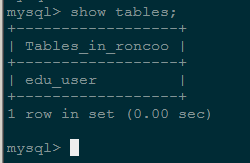 mysql> show tables;
+------------------+
| Tables_in_roncoo |
+------------------+
| edu_user         |
+------------------+
1 row in set (0.00 sec)
mysql>